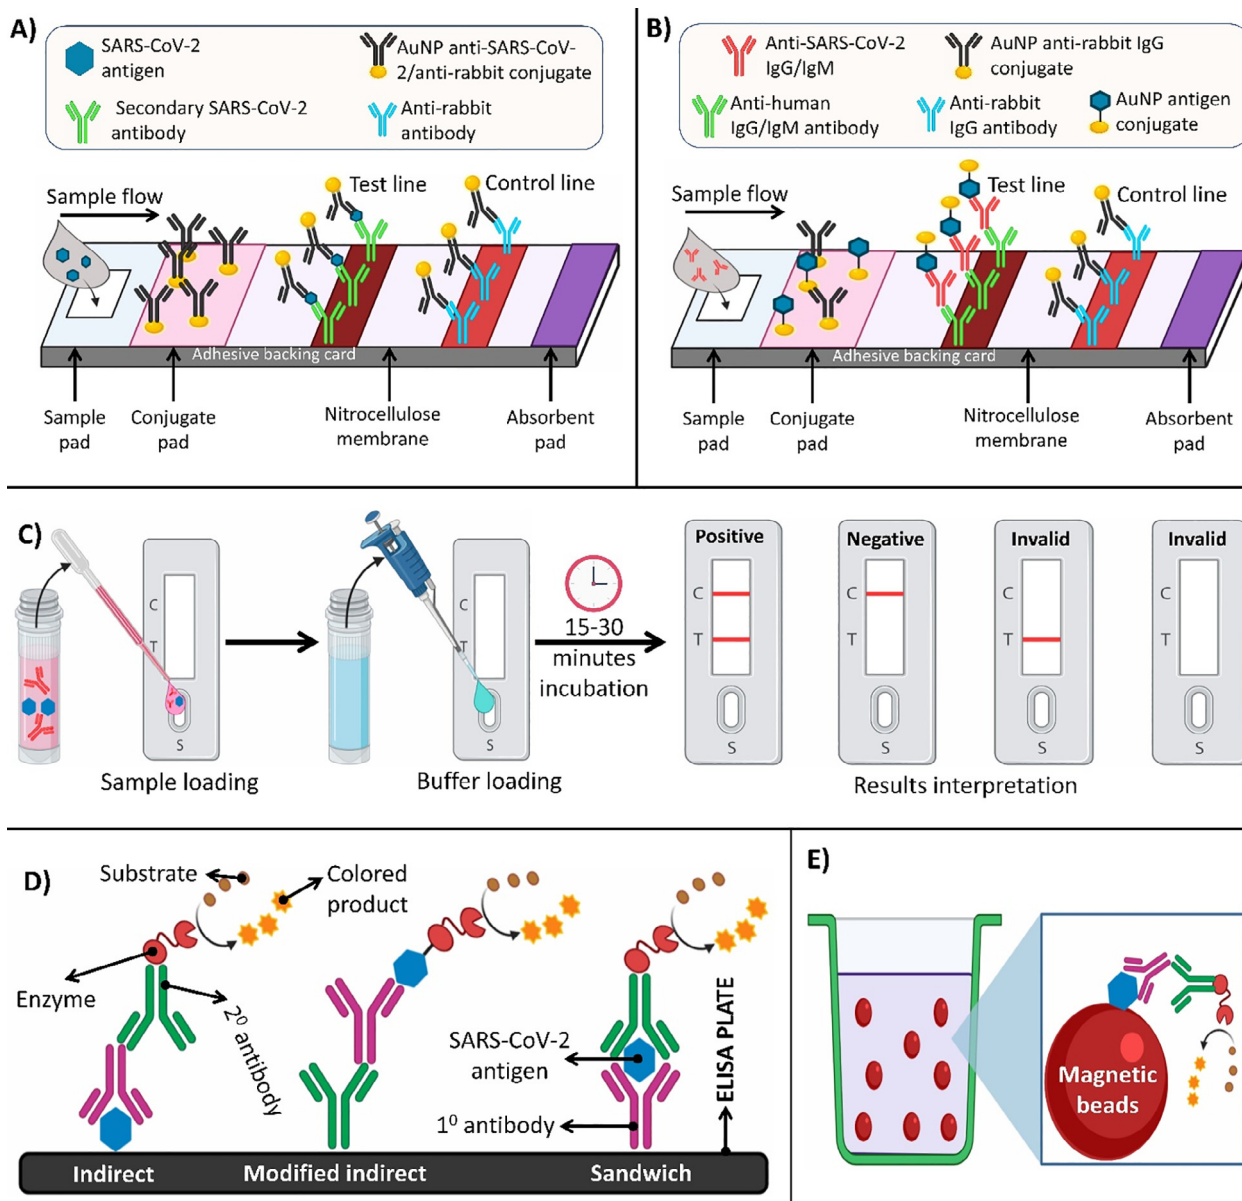 A)
SARS-CoV-2
antigen
AuNP anti-SARS-CoV-
2/anti-rabbit conjugate
Secondary SARS-CoV-2
antibody
Anti-rabbit
antibody
Sample flow
Test line
Control line
Adhesive backing card
Sample
pad
Conjugate
pad
Nitrocellulose
membrane
Absorbent
pad
B)
Anti-SARS-CoV-2
IgG/IgM
AuNP anti-rabbit IgG
conjugate
Anti-human
IgG/IgM antibody
Anti-rabbit
IgG antibody
AuNP antigen
conjugate
Sample flow
Test line
Control line
Adhesive backing card
Sample
pad
Conjugate
pad
Nitrocellulose
membrane
Absorbent
pad
C)
C
T
S
Sample loading
C
T
S
Buffer loading
15-30
minutes
incubation
Positive
C
T
S
Negative
C
T
S
Invalid
C
T
S
Invalid
C
T
S
Results interpretation
D)
Substrate
Colored
product
Enzyme
2⁰ antibody
SARS-CoV-2
antigen
1⁰ antibody
ELISA PLATE
Indirect
Modified indirect
Sandwich
E)
Magnetic
beads